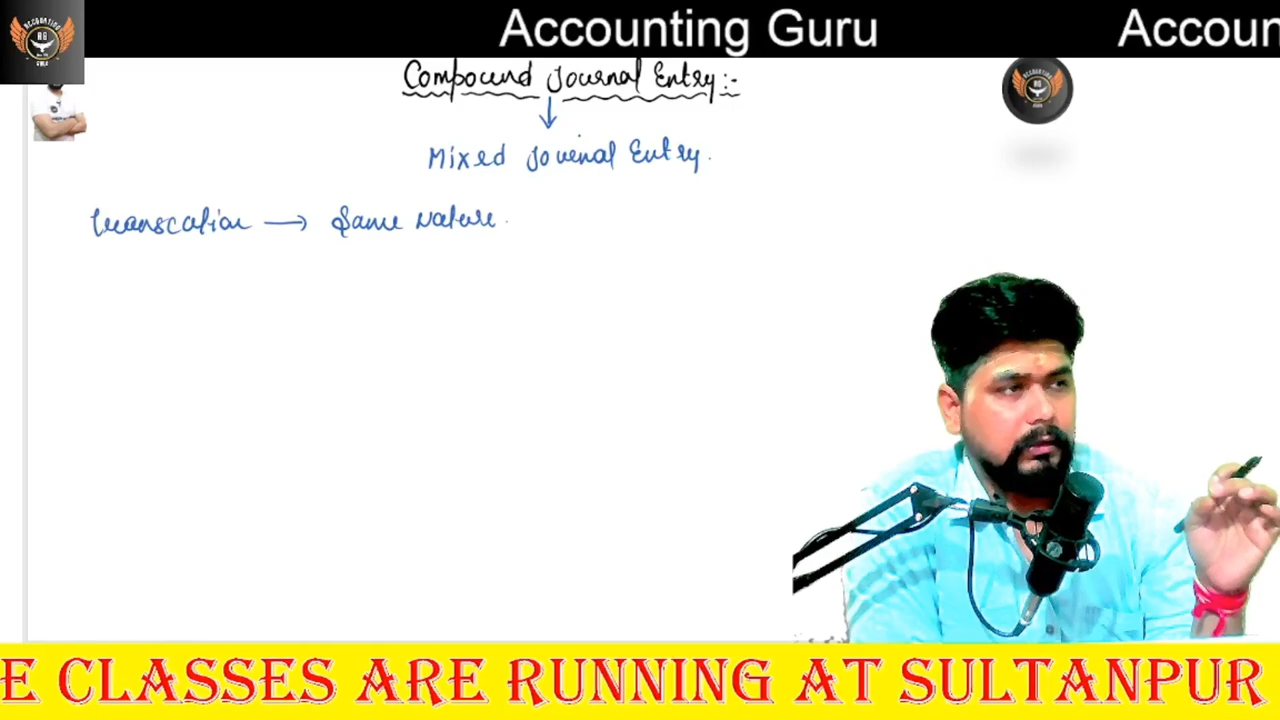 Accounting Guru Accoun
Compound Journal Entry:-
Mixed Journal Entry.
transcation → Same Nature.
E CLASSES ARE RUNNING AT SULTANPUR